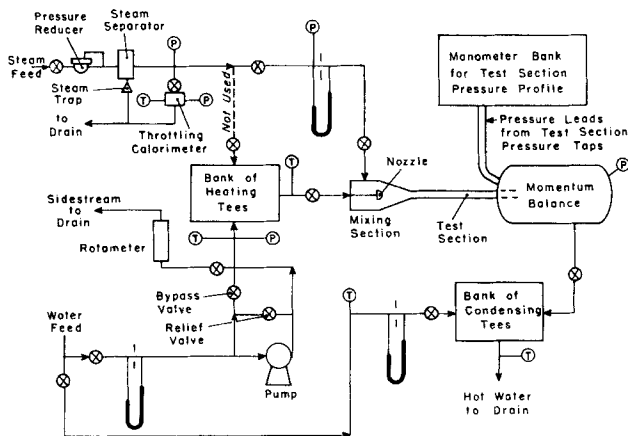 Steam
Separator
Pressure
Reducer
Steam
Feed
Steam
Trap
to
Drain
Throttling
Calorimeter
P
P
T
P
Not Used
P
Manometer Bank
for Test Section
Pressure Profile
Pressure Leads
from Test Section
Pressure Taps
P
Bank of
Heating
Tees
T
Nozzle
Mixing
Section
Test
Section
Momentum
Balance
Sidestream
to
Drain
Rotometer
T
P
Bypass
Valve
Relief
Valve
Water
Feed
Pump
T
Bank of
Condensing
Tees
T
Hot Water
to Drain